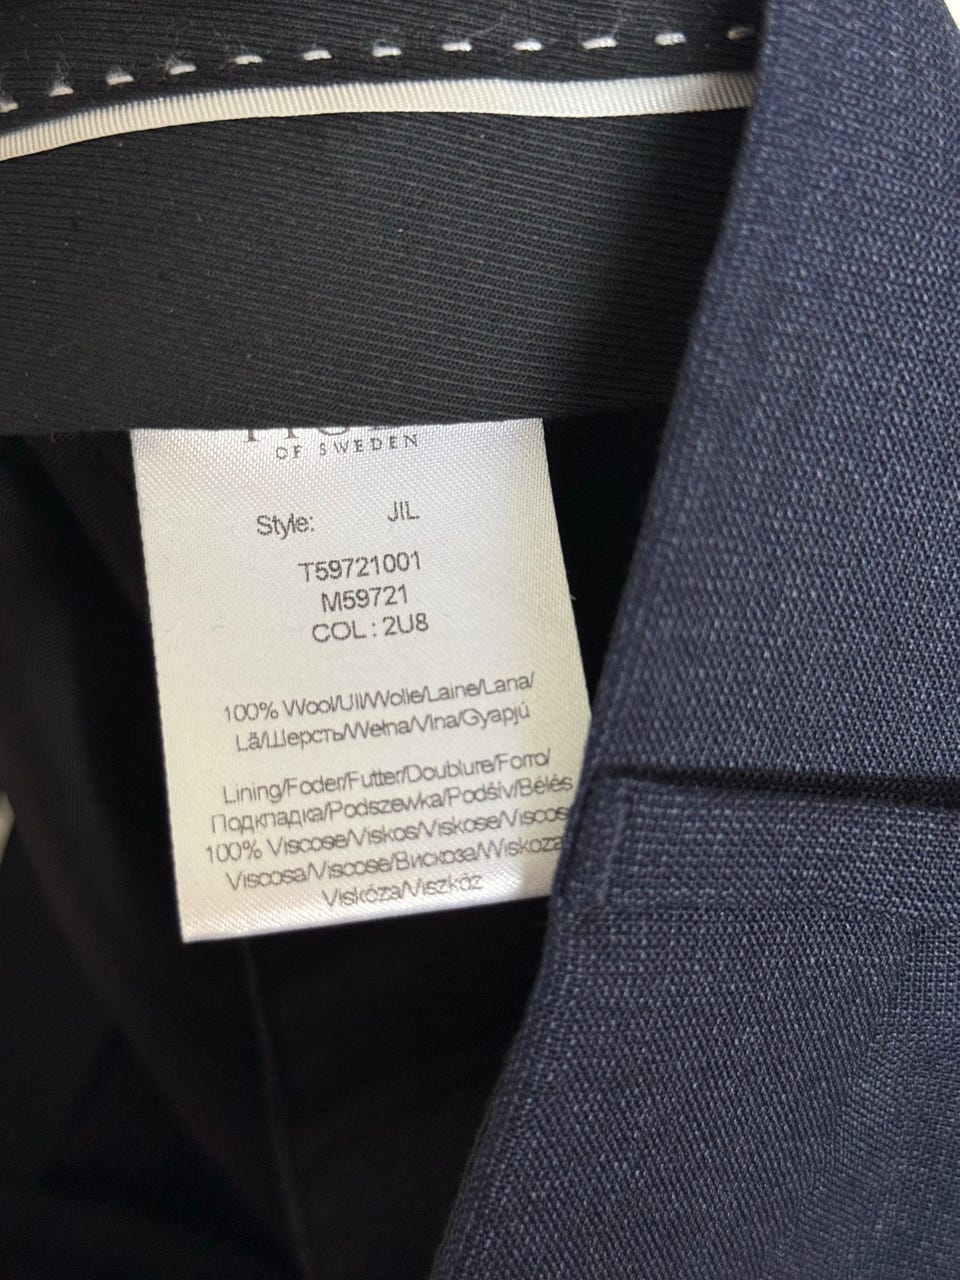 OF SWEDEN
Style: JIL
T59721001
M59721
COL : 2U8
100% Wool/Ull/Wolle/Laine/Lana/
Lã/Шерсть/Wełna/Vlna/Gyapjú
Lining/Foder/Futter/Doublure/Forro/
Подкладка/Podszewka/Podšív/Bélés
100% Viscose/Viskos/Viskose/Viscose
Viscosa/Viscose/Вискоза/Wiskoza
Viskóza/Viszkóz